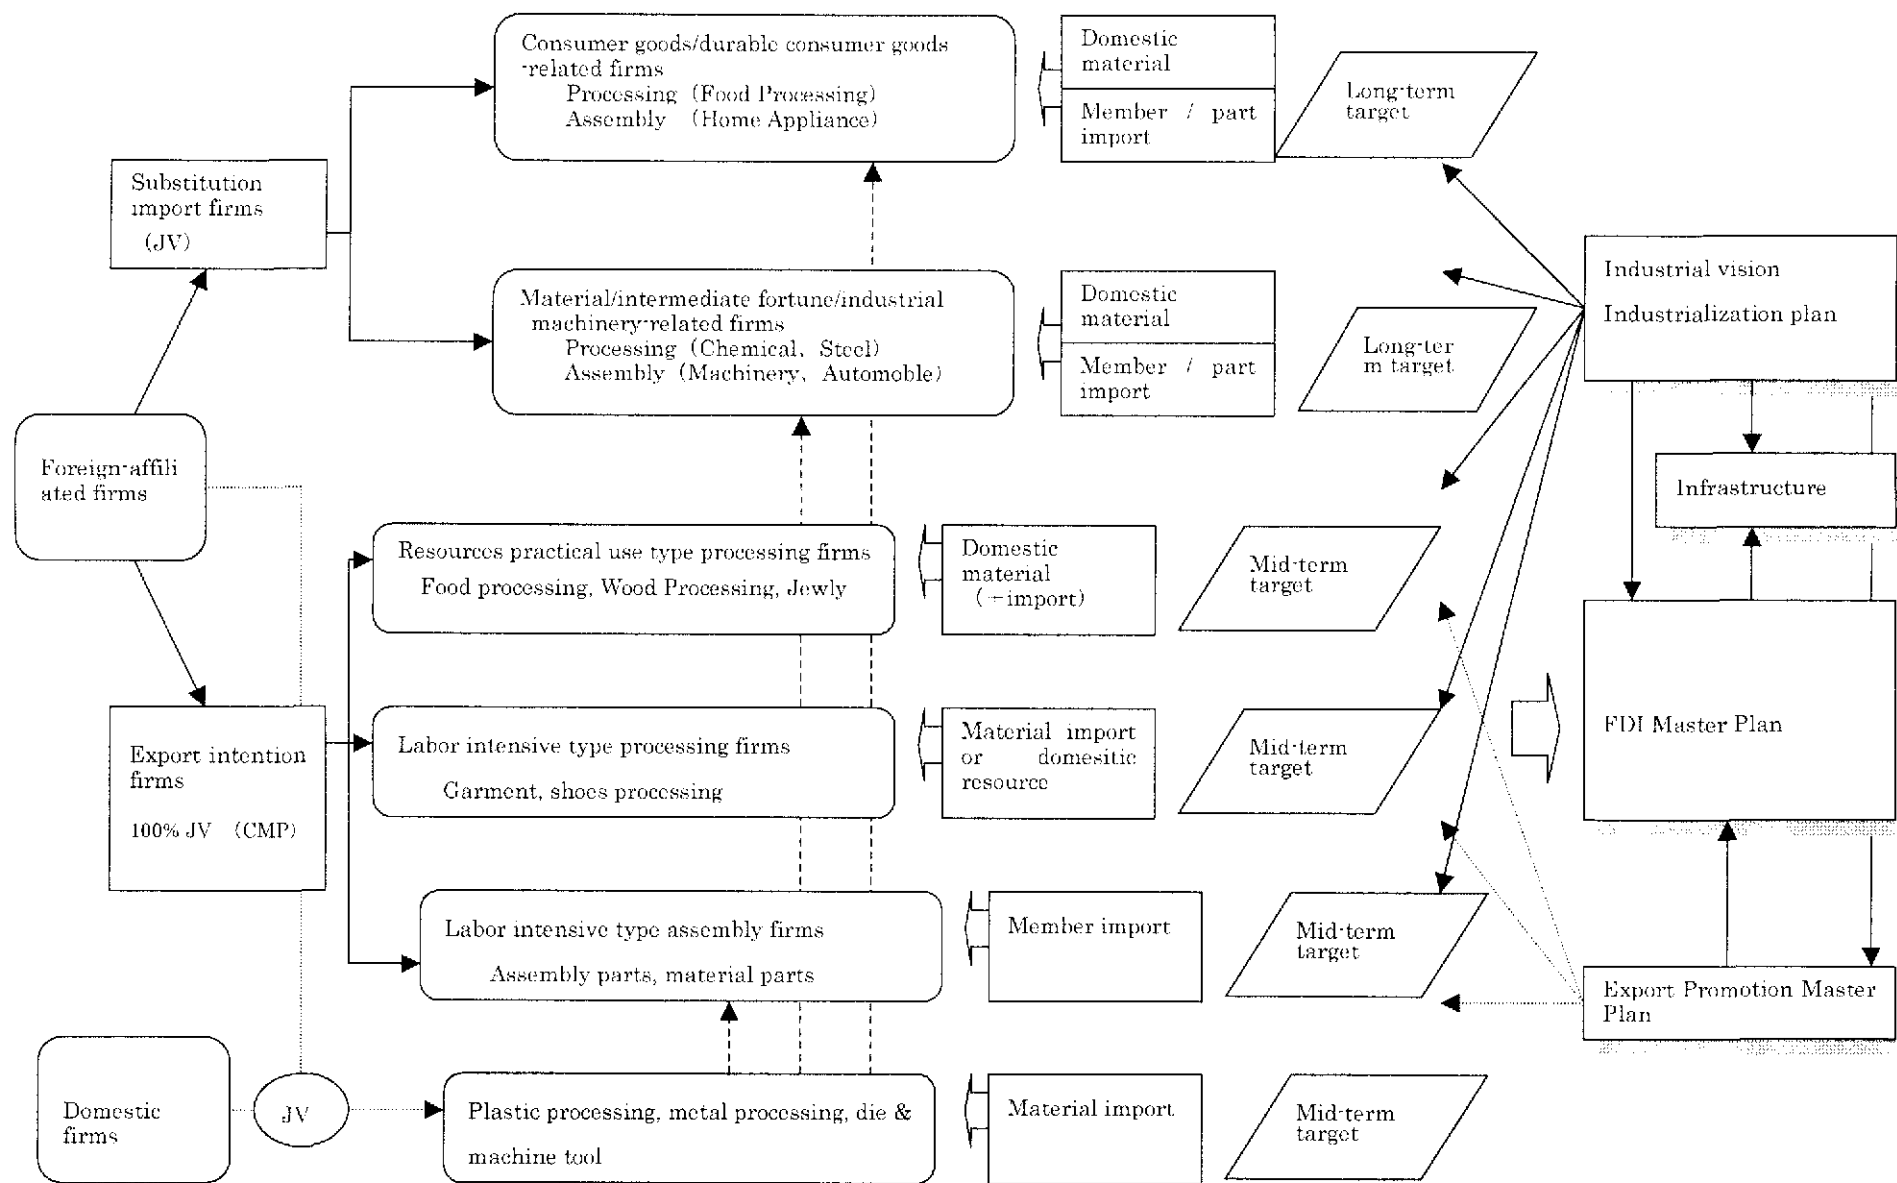 Consumer goods/durable consumer goods
-related firms
Processing (Food Processing)
Assembly (Home Appliance)
Domestic
material
Member / part
import
Long-term
target
Substitution
import firms
(JV)
Material/intermediate fortune/industrial
machinery-related firms
Processing (Chemical, Steel)
Assembly (Machinery, Automoble)
Domestic
material
Member / part
import
Long-ter
m target
Industrial vision
Industrialization plan
Foreign-affili
ated firms
Infrastructure
Resources practical use type processing firms
Food processing, Wood Processing, Jewly
Domestic
material
(+import)
Mid-term
target
Export intention
firms
100% JV (CMP)
Labor intensive type processing firms
Garment, shoes processing
Material import
or domesitic
resource
Mid-term
target
FDI Master Plan
Labor intensive type assembly firms
Assembly parts, material parts
Member import
Mid-term
target
Export Promotion Master
Plan
Domestic
firms
JV
Plastic processing, metal processing, die &
machine tool
Material import
Mid-term
target